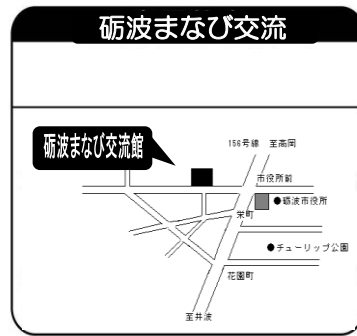 砺波まなび交流
砺波まなび交流館
156号線 至高岡
市役所前
●砺波市役所
栄町
●チューリップ公園
花園町
至井波